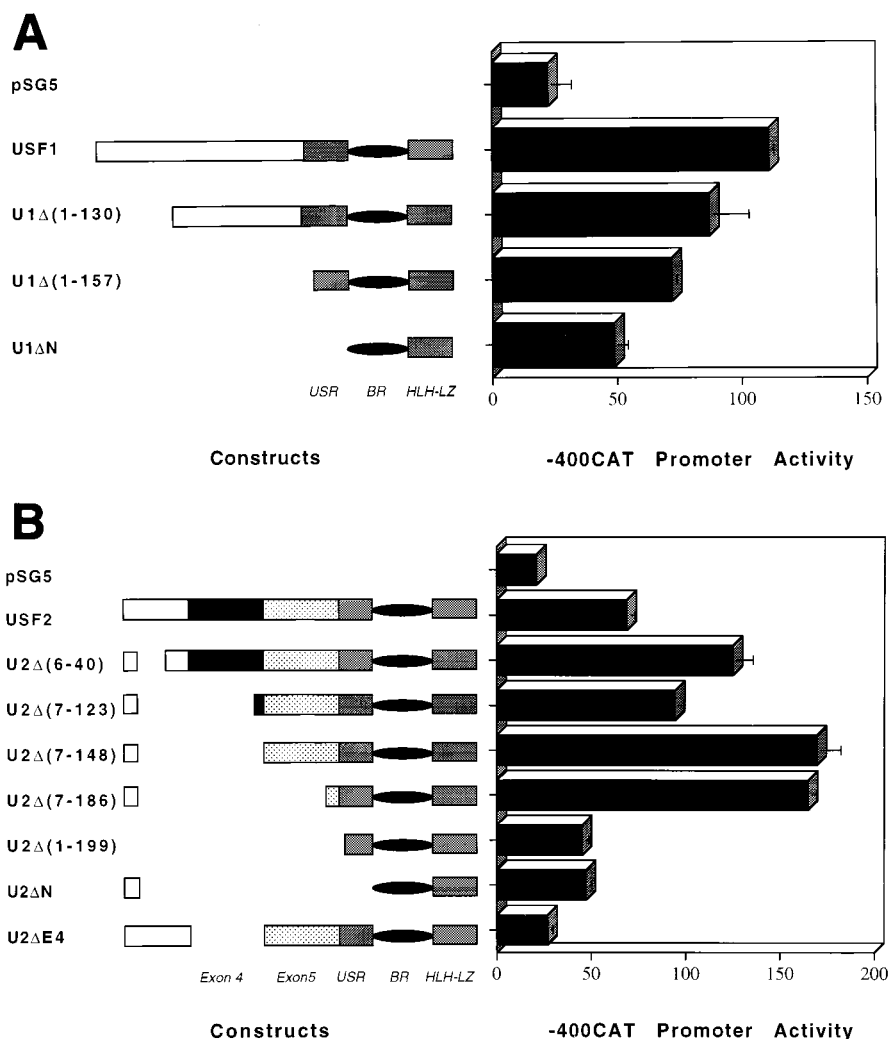 A
pSG5
USF1
U1Δ(1-130)
U1Δ(1-157)
U1ΔN
USR BR HLH-LZ
0 50 100 150
Constructs
-400CAT Promoter Activity
B
pSG5
USF2
U2Δ(6-40)
U2Δ(7-123)
U2Δ(7-148)
U2Δ(7-186)
U2Δ(1-199)
U2ΔN
U2ΔE4
Exon 4 Exon5 USR BR HLH-LZ
0 50 100 200
Constructs
-400CAT Promoter Activity